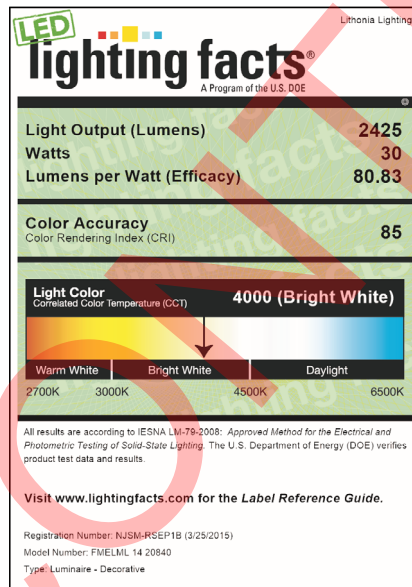 LED
Lithonia Lighting
lighting facts®
A Program of the U.S. DOE
Light Output (Lumens) 2425
Watts 30
Lumens per Watt (Efficacy) 80.83
Color Accuracy
Color Rendering Index (CRI) 85
Light Color
Correlated Color Temperature (CCT) 4000 (Bright White)
Warm White Bright White Daylight
2700K 3000K 4500K 6500K
All results are according to IESNA LM-79-2008: Approved Method for the Electrical and
Photometric Testing of Solid-State Lighting. The U.S. Department of Energy (DOE) verifies
product test data and results.
Visit www.lightingfacts.com for the Label Reference Guide.
Registration Number: NJSM-RSEP1B (3/25/2015)
Model Number: FMELML 14 20840
Type: Luminaire - Decorative